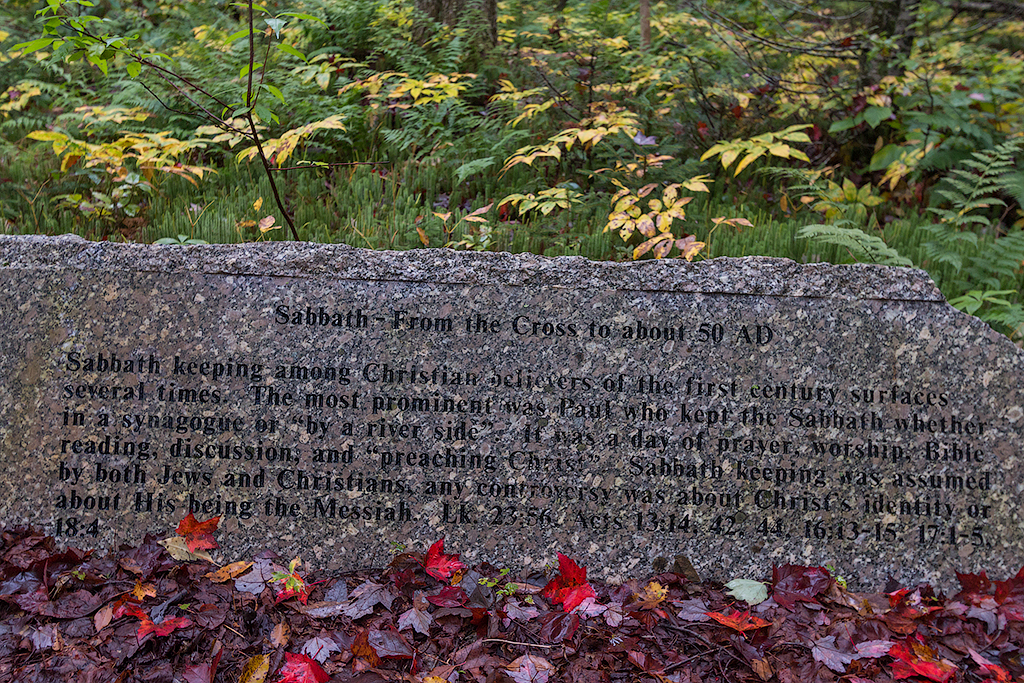 Sabbath - From the Cross to about 50 AD
Sabbath keeping among Christian believers of the first century surfaces
several times. The most prominent was Paul who kept the Sabbath whether
in a synagogue or "by a river side". It was a day of prayer, worship, Bible
reading, discussion, and "preaching Christ". Sabbath keeping was assumed
by both Jews and Christians, any controversy was about Christ's identity or
about His being the Messiah. Lk. 23:56, Acts 13:14, 42, 44, 16:13-15, 17:1-5,
18:4